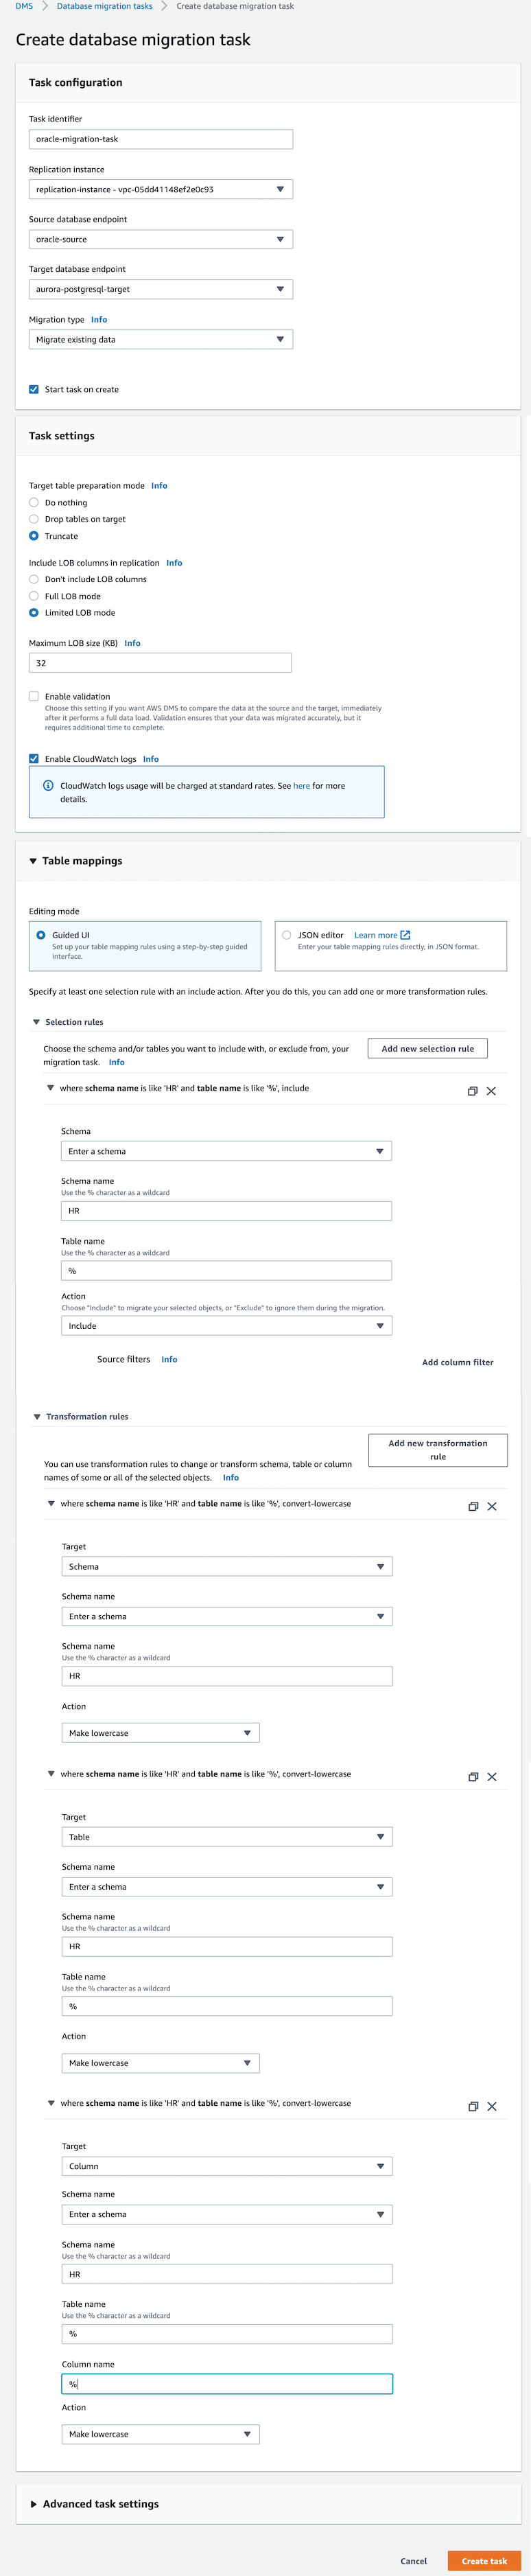 DMS > Database migration tasks > Create database migration task
Create database migration task
Task configuration
Task identifier
oracle-migration-task
Replication instance
replication-instance - vpc-05dd41148ef2e0c93
Source database endpoint
oracle-source
Target database endpoint
aurora-postgresql-target
Migration type Info
Migrate existing data
Start task on create
Task settings
Target table preparation mode Info
Do nothing
Drop tables on target
Truncate
Include LOB columns in replication Info
Don't include LOB columns
Full LOB mode
Limited LOB mode
Maximum LOB size (KB) Info
32
Enable validation
Choose this setting if you want AWS DMS to compare the data at the source and the target, immediately
after it performs a full data load. Validation ensures that your data was migrated accurately, but it
requires additional time to complete.
Enable CloudWatch logs Info
CloudWatch logs usage will be charged at standard rates. See here for more
details.
Table mappings
Editing mode
Guided UI
Set up your table mapping rules using a step-by-step guided
interface.
JSON editor Learn more
Enter your table mapping rules directly, in JSON format.
Specify at least one selection rule with an include action. After you do this, you can add one or more transformation rules.
Selection rules
Choose the schema and/or tables you want to include with, or exclude from, your
migration task. Info
Add new selection rule
where schema name is like 'HR' and table name is like '%', include
Schema
Enter a schema
Schema name
Use the % character as a wildcard
HR
Table name
Use the % character as a wildcard
%
Action
Choose "Include" to migrate your selected objects, or "Exclude" to ignore them during the migration.
Include
Source filters Info
Add column filter
Transformation rules
You can use transformation rules to change or transform schema, table or column
names of some or all of the selected objects. Info
Add new transformation
rule
where schema name is like 'HR' and table name is like '%', convert-lowercase
Target
Schema
Schema name
Enter a schema
Schema name
Use the % character as a wildcard
HR
Action
Make lowercase
where schema name is like 'HR' and table name is like '%', convert-lowercase
Target
Table
Schema name
Enter a schema
Schema name
Use the % character as a wildcard
HR
Table name
Use the % character as a wildcard
%
Action
Make lowercase
where schema name is like 'HR' and table name is like '%', convert-lowercase
Target
Column
Schema name
Enter a schema
Schema name
Use the % character as a wildcard
HR
Table name
Use the % character as a wildcard
%
Column name
%
Action
Make lowercase
Advanced task settings
Cancel
Create task